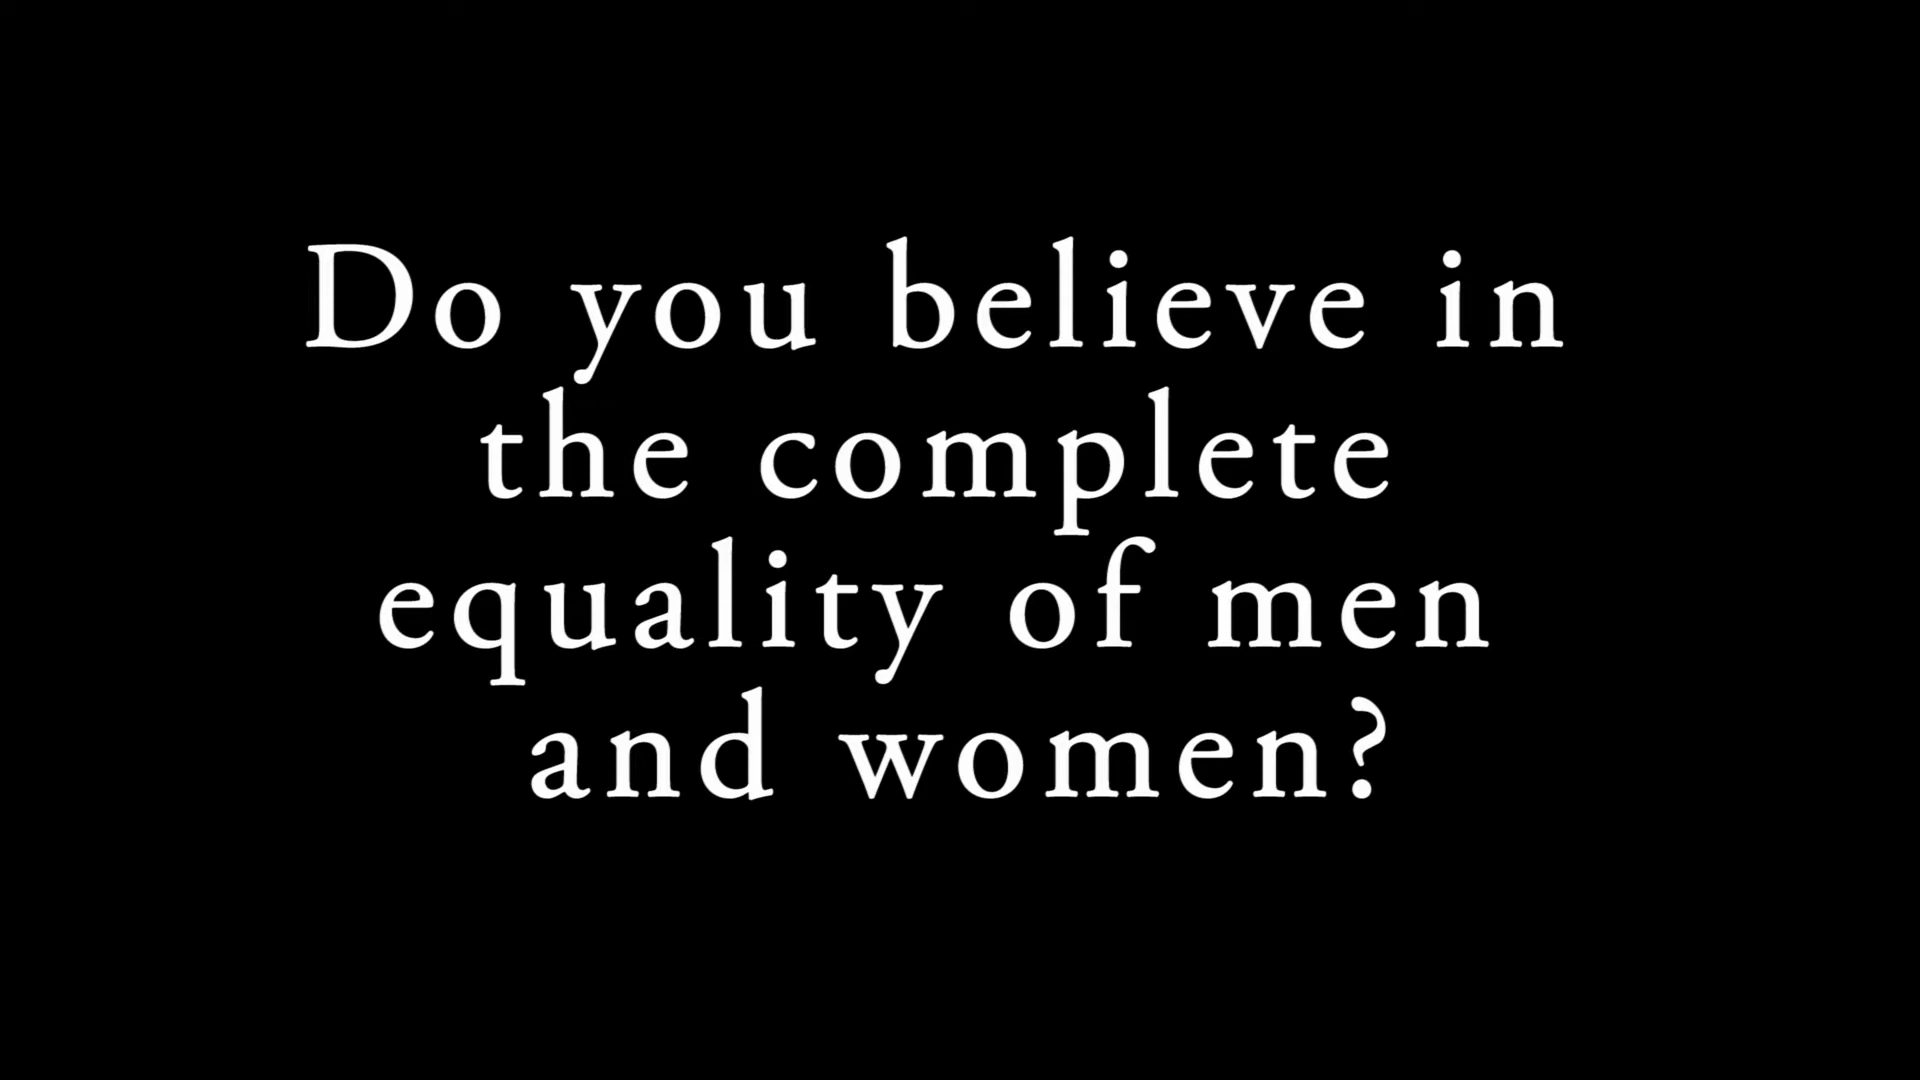 Do you believe in
the complete
equality of men
and women?